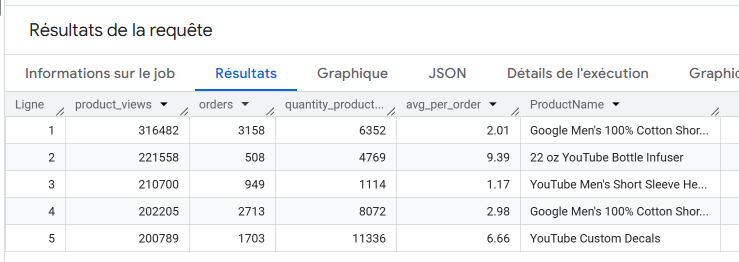 Résultats de la requête
Informations sur le job Résultats Graphique JSON Détails de l'exécution Graphic
Ligne product_views orders quantity_product... avg_per_order ProductName
1 316482 3158 6352 2.01 Google Men's 100% Cotton Shor...
2 221558 508 4769 9.39 22 oz YouTube Bottle Infuser
3 210700 949 1114 1.17 YouTube Men's Short Sleeve He...
4 202205 2713 8072 2.98 Google Men's 100% Cotton Shor...
5 200789 1703 11336 6.66 YouTube Custom Decals